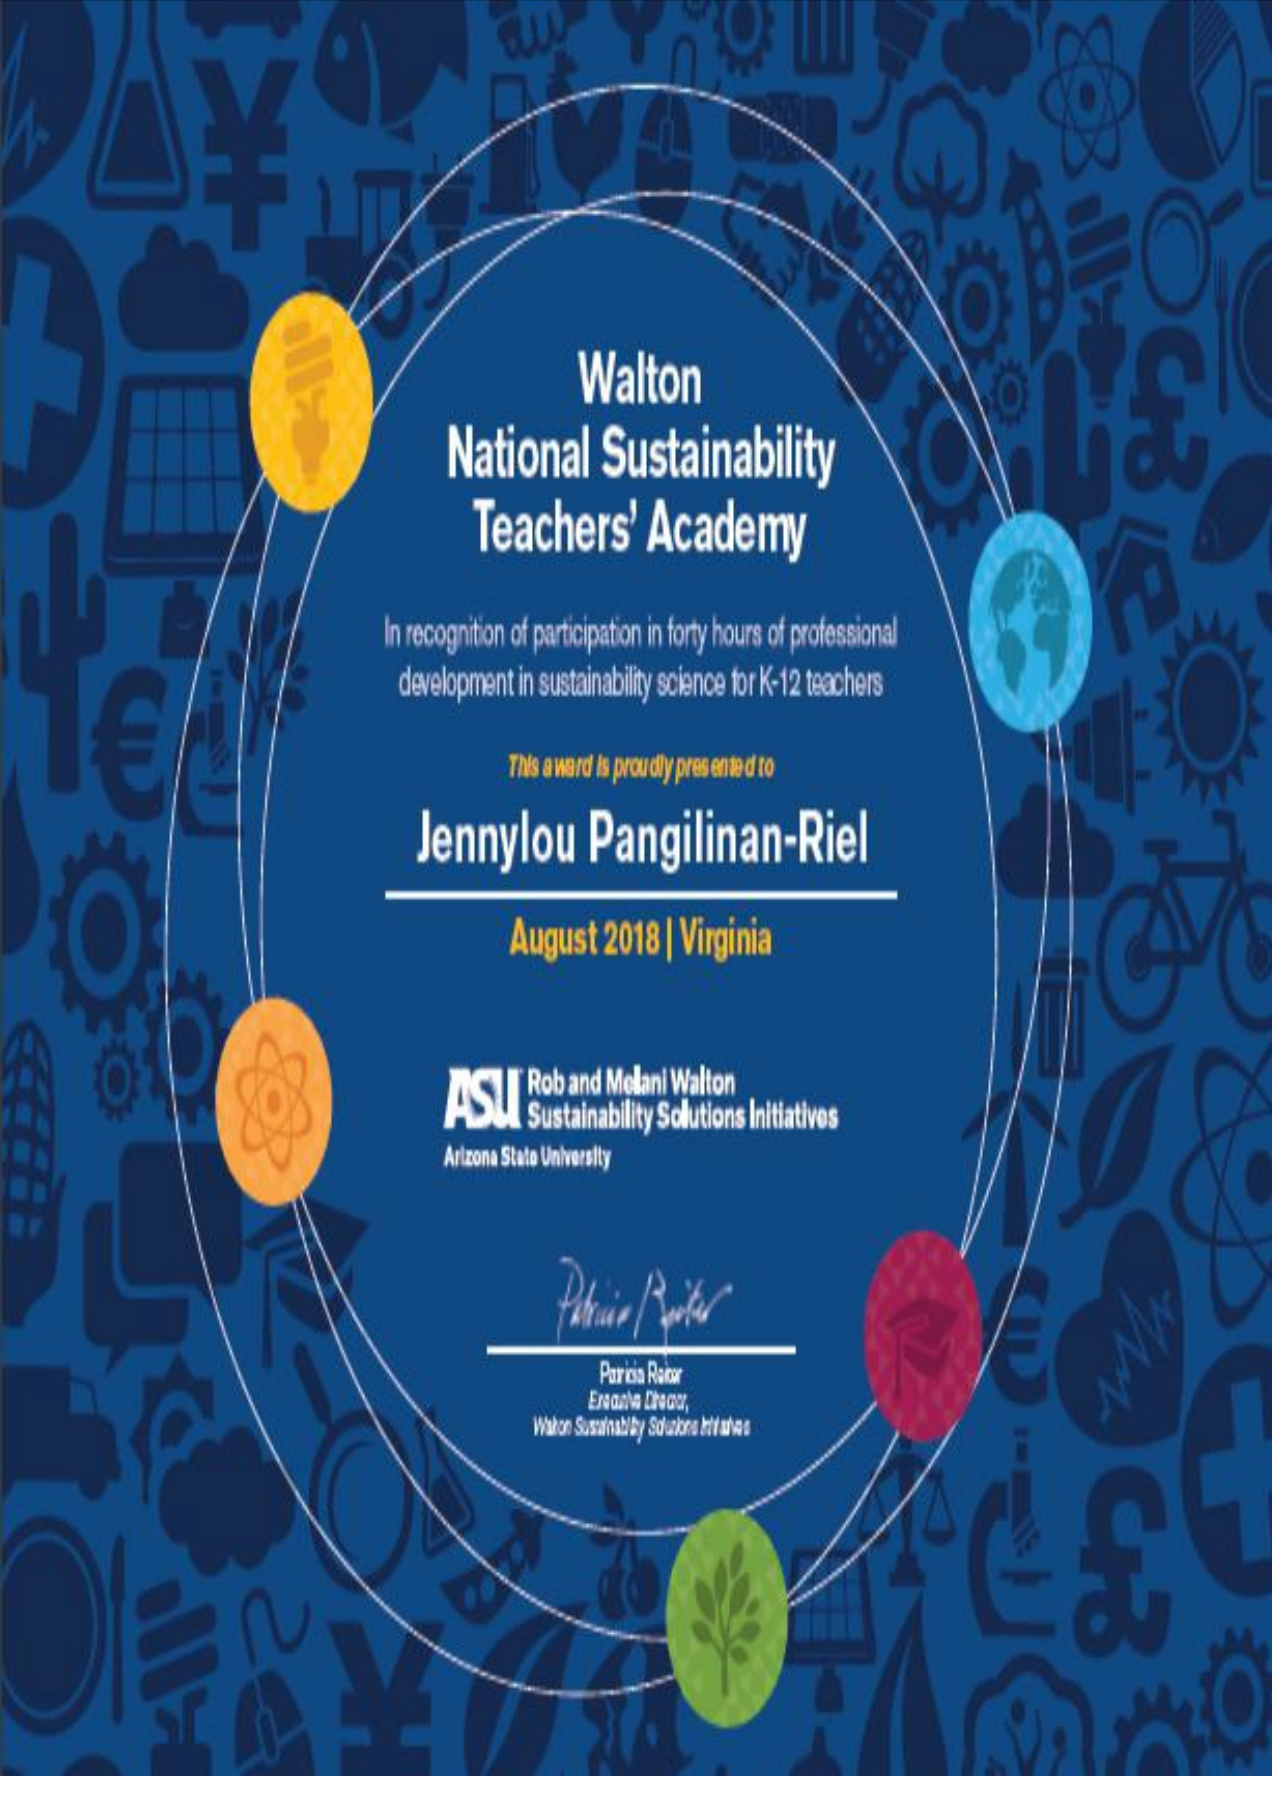 Walton
National Sustainability
Teachers' Academy
In recognition of participation in forty hours of professional
development in sustainability science for K-12 teachers
This award is proudly presented to
Jennylou Pangilinan-Riel
August 2018 | Virginia
ASU Rob and Melani Walton
Sustainability Solutions Initiatives
Arizona State University
Patricia Reiter
Patricia Reiter
Executive Director,
Walton Sustainability Solutions Initiatives